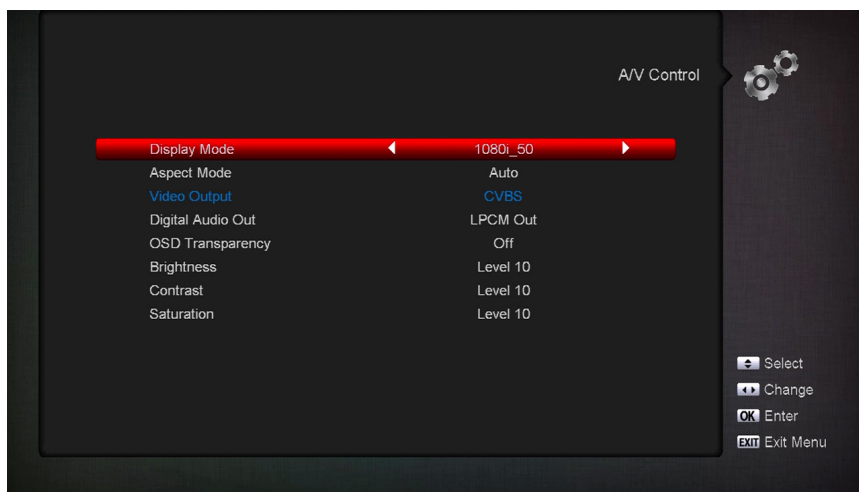 A/V Control
Display Mode 1080i_50
Aspect Mode Auto
Video Output CVBS
Digital Audio Out LPCM Out
OSD Transparency Off
Brightness Level 10
Contrast Level 10
Saturation Level 10
Select
Change
OK Enter
EXIT Exit Menu